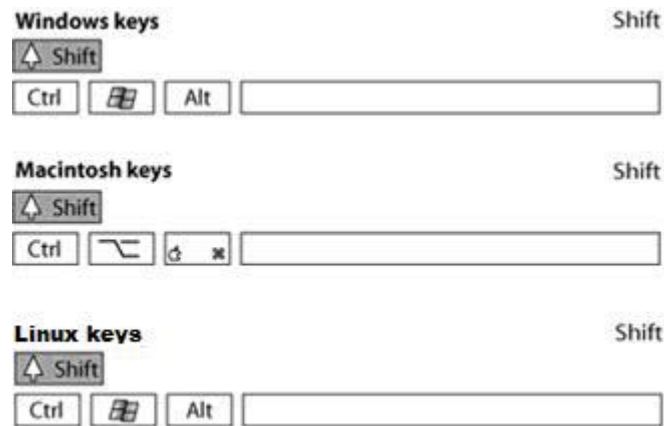 Windows keys Shift
Shift
Ctrl Alt
Macintosh keys Shift
Shift
Ctrl ⌥ ⌘
Linux keys Shift
Shift
Ctrl Alt